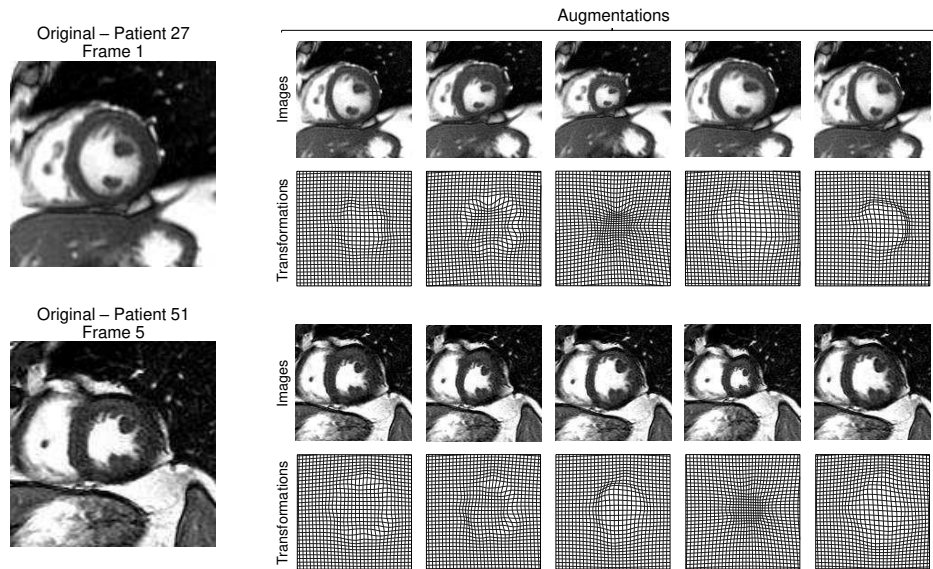 Augmentations
Original – Patient 27
Frame 1
Images
Transformations
Original – Patient 51
Frame 5
Images
Transformations